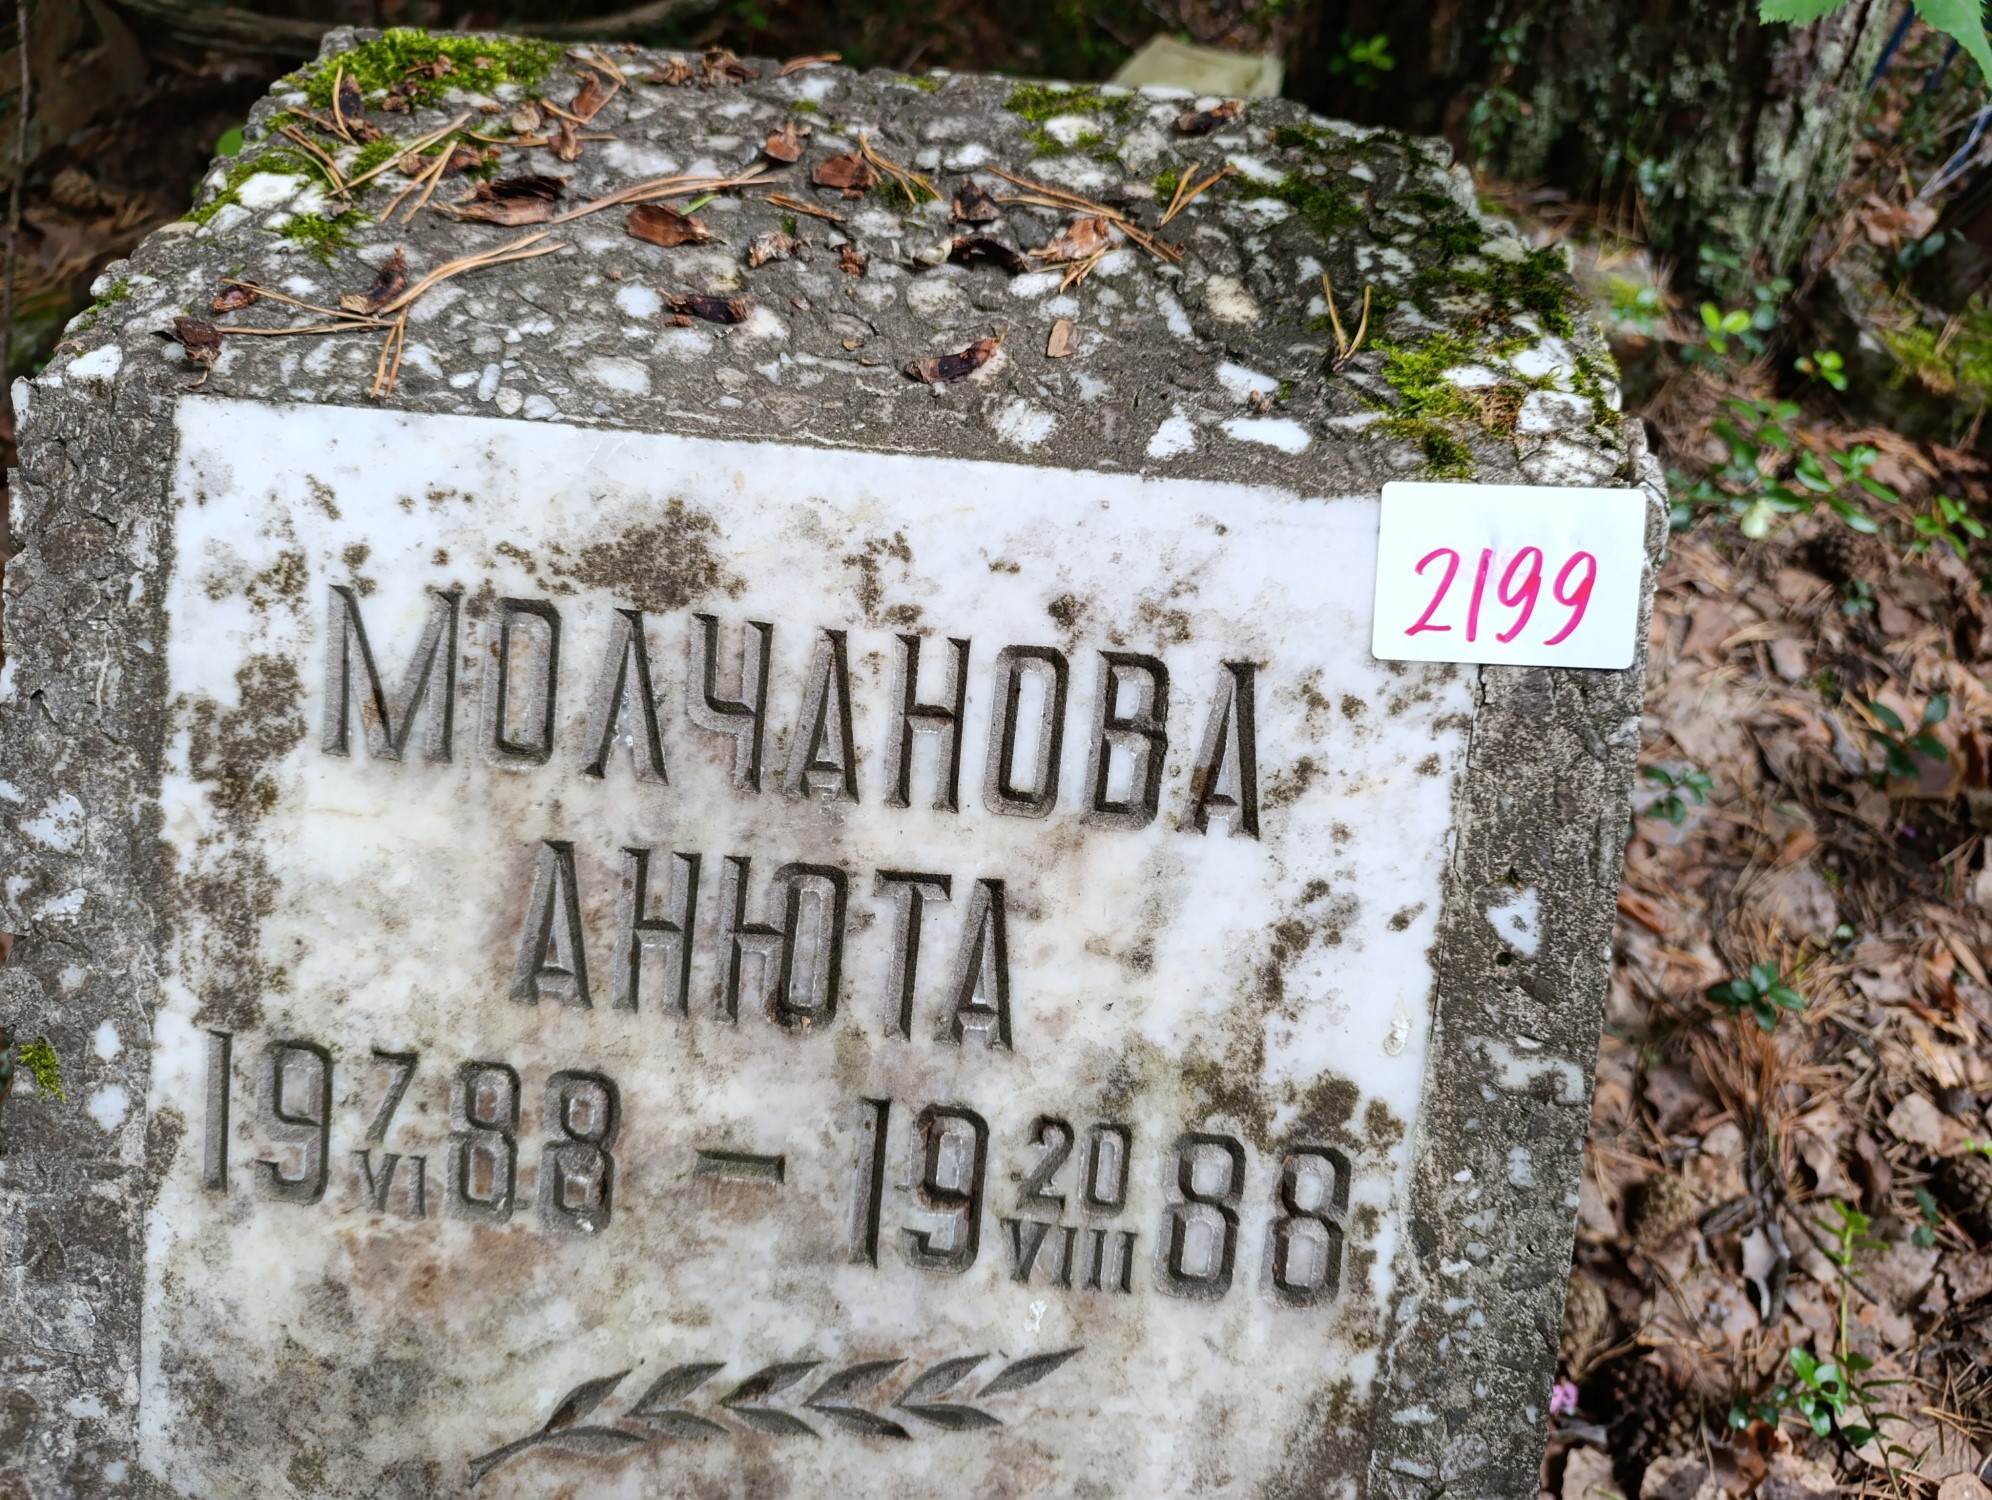 2199
МОЛЧАНОВА
АНЮТА
19 7/VI 88 – 19 20/VIII 88